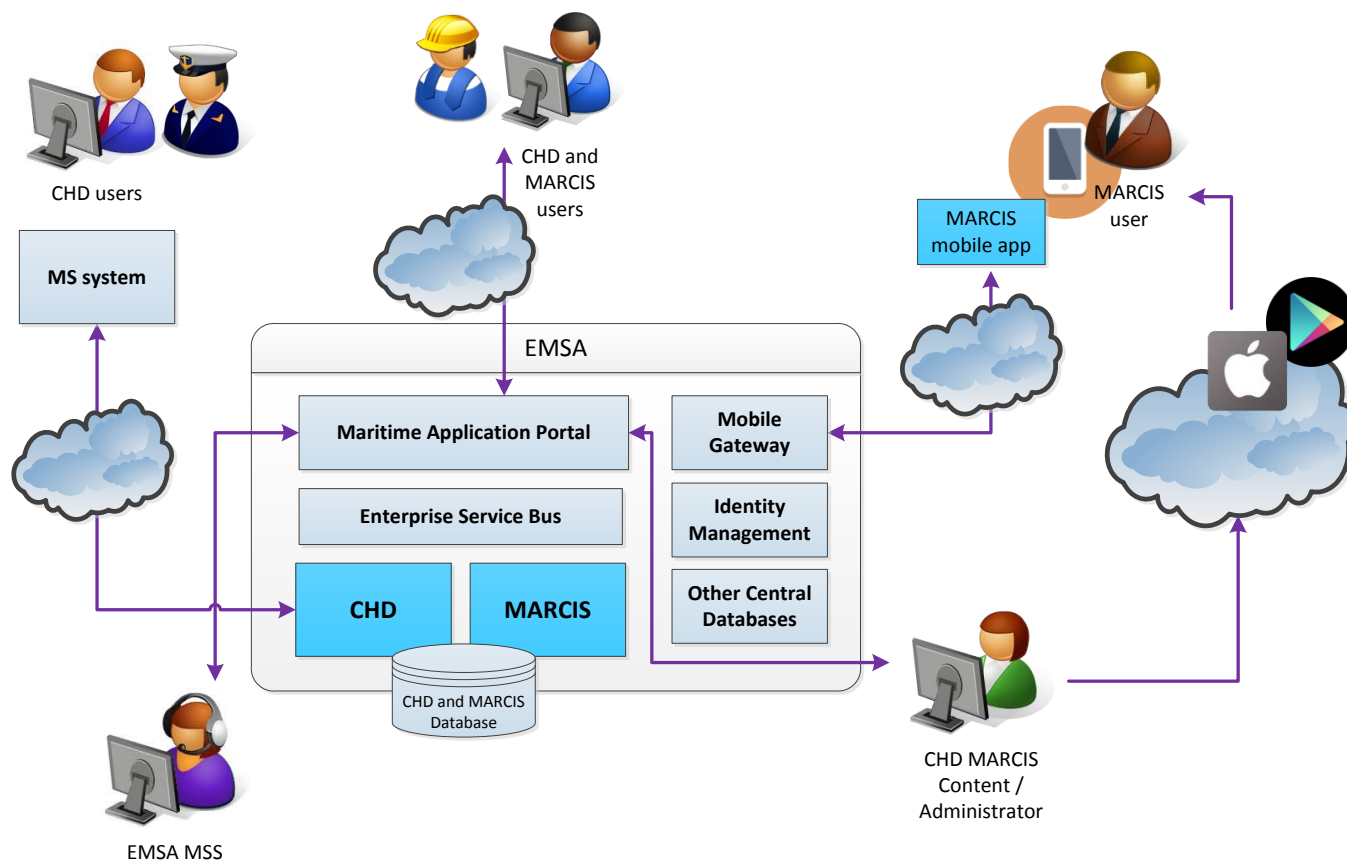 CHD users
CHD and
MARCIS
users
MARCIS
user
MARCIS
mobile app
MS system
EMSA
Maritime Application Portal
Mobile
Gateway
Enterprise Service Bus
Identity
Management
CHD
MARCIS
Other Central
Databases
CHD and MARCIS
Database
CHD MARCIS
Content /
Administrator
EMSA MSS